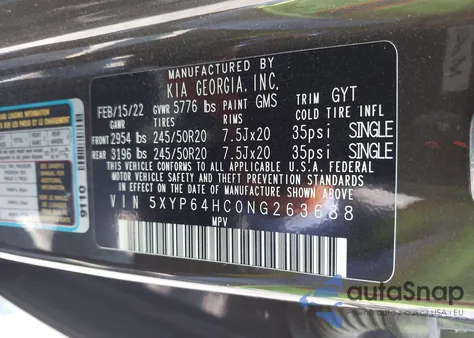 MANUFACTURED BY
KIA GEORGIA, INC.
FEB/15/22 GVWR 5776 lbs PAINT GMS TRIM GYT
GAWR TIRES RIMS COLD TIRE INFL
FRONT 2954 lbs 245/50R20 7.5Jx20 35psi SINGLE
REAR 3196 lbs 245/50R20 7.5Jx20 35psi SINGLE
THIS VEHICLE CONFORMS TO ALL APPLICABLE U.S.A. FEDERAL
MOTOR VEHICLE SAFETY AND THEFT PREVENTION STANDARDS
IN EFFECT ON THE DATE OF MANUFACTURE SHOWN ABOVE
VIN 5XYP64HC0NG263688
MPV
9110
autoSnap
USA | EU